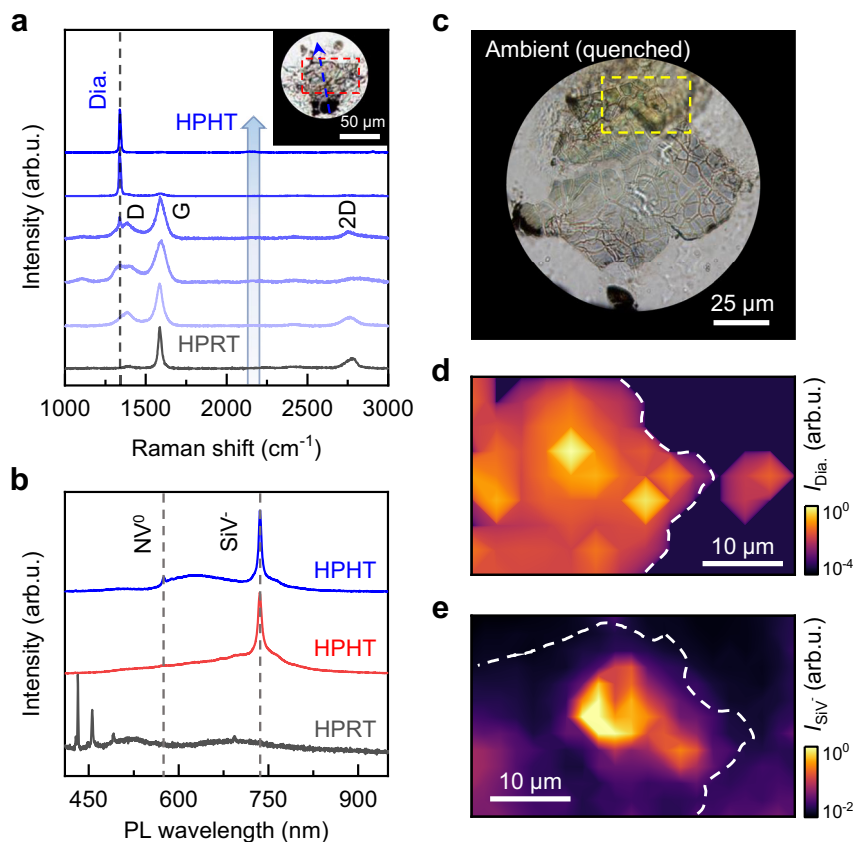 a
Intensity (arb.u.)
Dia.
HPHT
50 µm
D
G
2D
HPRT
1000 1500 2000 2500 3000
Raman shift (cm⁻¹)
b
Intensity (arb.u.)
NV⁰
SiV⁻
HPHT
HPHT
HPRT
450 600 750 900
PL wavelength (nm)
c
Ambient (quenched)
25 µm
d
10 µm
I_Dia. (arb.u.)
10⁰
10⁻⁴
e
10 µm
I_SiV⁻ (arb.u.)
10⁰
10⁻²